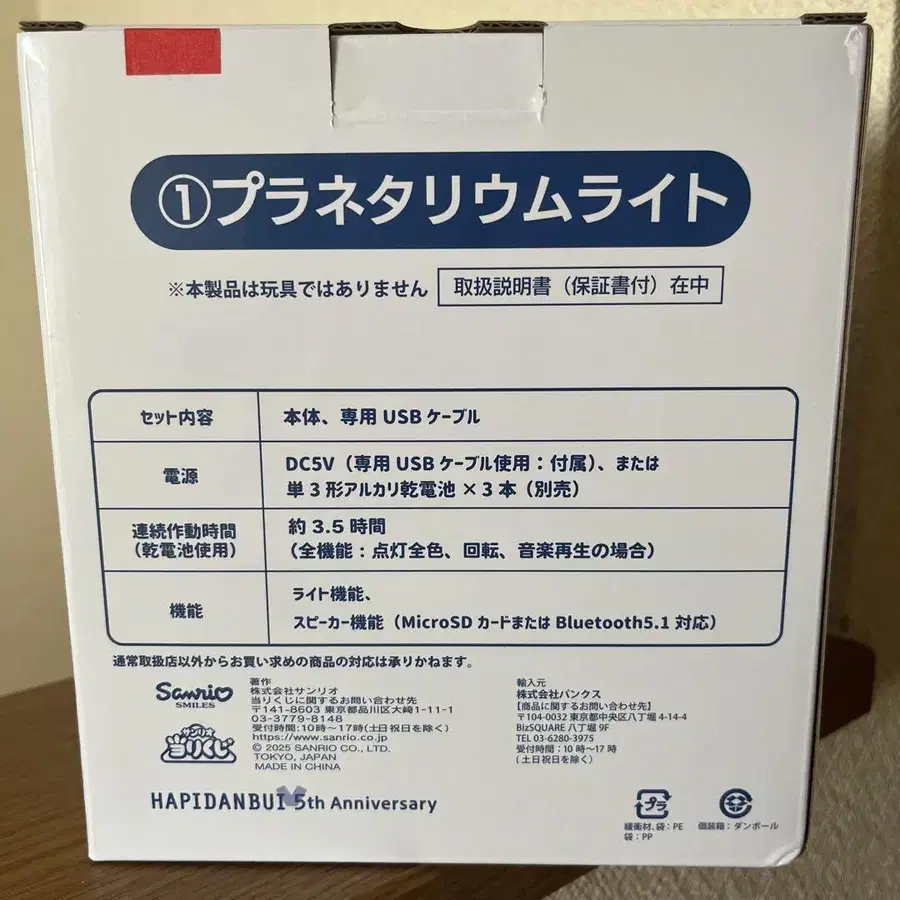 ①プラネタリウムライト
※本製品は玩具ではありません
取扱説明書（保証書付）在中
セット内容
本体、専用 USB ケーブル
電源
DC5V（専用 USB ケーブル使用：付属）、または
単3形アルカリ乾電池 × 3 本（別売）
連続作動時間
（乾電池使用）
約 3.5 時間
（全機能：点灯全色、回転、音楽再生の場合）
機能
ライト機能、
スピーカー機能（MicroSD カードまたは Bluetooth5.1 対応）
通常取扱店以外からお買い求めの商品の対応は承りかねます。
Sanrio
SMILES
サンリオ
当りくじ
著作
株式会社サンリオ
当りくじに関するお問い合わせ先
〒141-8603 東京都品川区大崎1-11-1
03-3779-8148
受付時間：10時～17時（土日祝日を除く）
https://www.sanrio.co.jp
© 2025 SANRIO CO., LTD.
TOKYO, JAPAN
MADE IN CHINA
輸入元
株式会社バンクス
【商品に関するお問い合わせ先】
〒104-0032 東京都中央区八丁堀 4-14-4
BizSQUARE 八丁堀 9F
TEL 03-6280-3975
受付時間：10 時～17 時
（土日祝日を除く）
HAPIDANBUI 5th Anniversary
プラ
緩衝材、袋：PE
袋：PP
個装箱：ダンボール